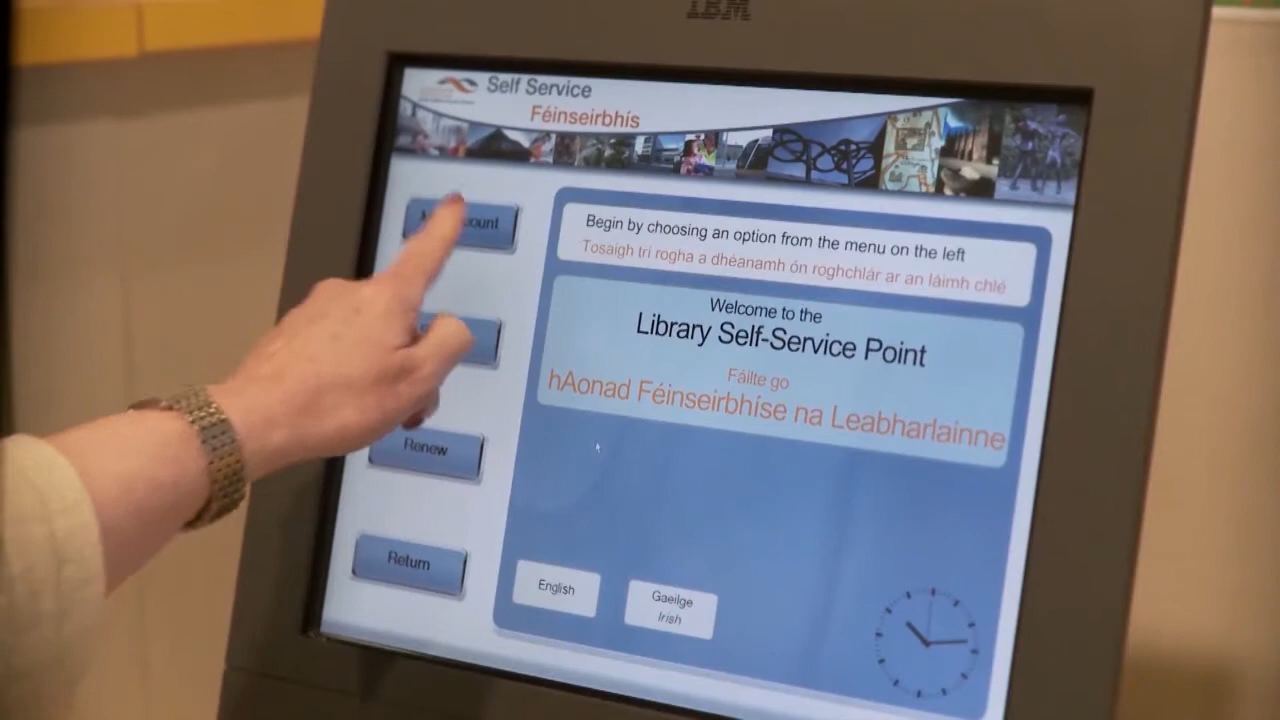 IBM
Self Service
Féinseirbhís
Begin by choosing an option from the menu on the left
Tosaigh trí rogha a dhéanamh ón roghchlár ar an láimh chlé
Welcome to the
Library Self-Service Point
Fáilte go
hAonad Féinseirbhíse na Leabharlainne
Renew
Return
English
Gaeilge
Irish